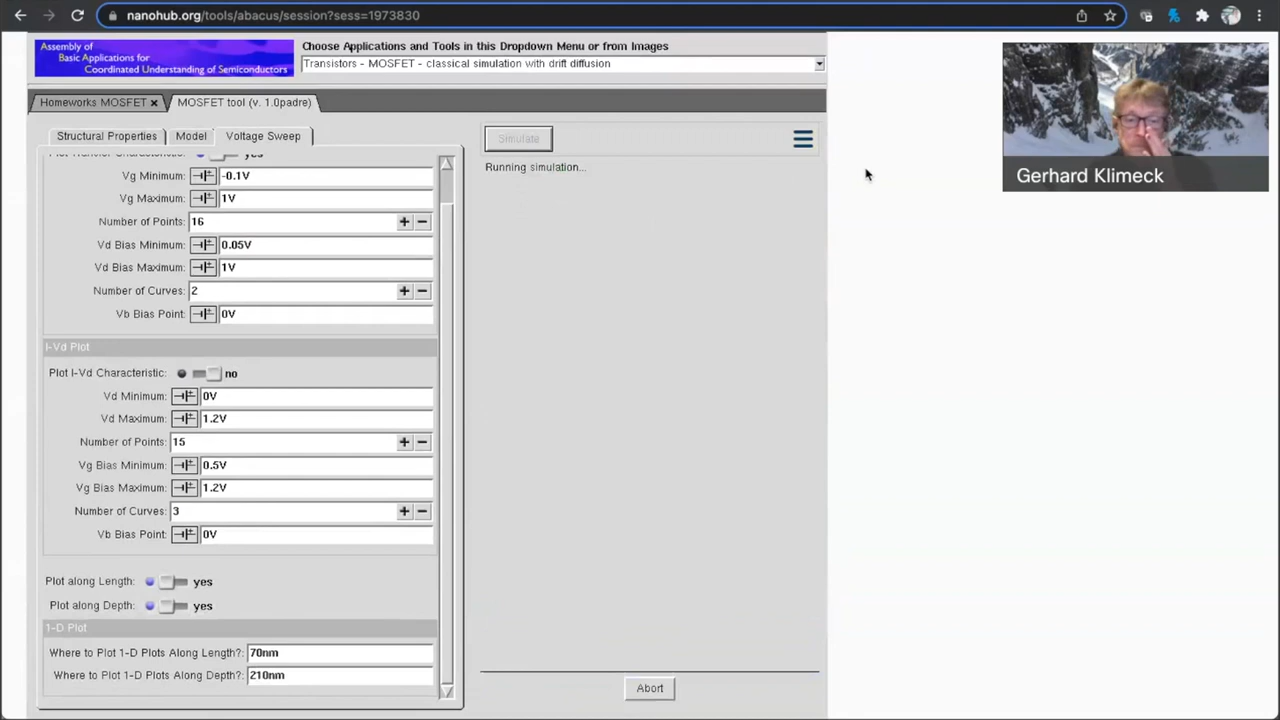 nanohub.org/tools/abacus/session?sess=1973830
Assembly of
Basic Applications for
Coordinated Understanding of Semiconductors
Choose Applications and Tools in this Dropdown Menu or from Images
Transistors - MOSFET - classical simulation with drift diffusion
Homeworks MOSFET
MOSFET tool (v. 1.0padre)
Structural Properties
Model
Voltage Sweep
Simulate
Running simulation...
Gerhard Klimeck
Plot Transfer Characteristic: yes
Vg Minimum: -0.1V
Vg Maximum: 1V
Number of Points: 16
Vd Bias Minimum: 0.05V
Vd Bias Maximum: 1V
Number of Curves: 2
Vb Bias Point: 0V
I-Vd Plot
Plot I-Vd Characteristic: no
Vd Minimum: 0V
Vd Maximum: 1.2V
Number of Points: 15
Vg Bias Minimum: 0.5V
Vg Bias Maximum: 1.2V
Number of Curves: 3
Vb Bias Point: 0V
Plot along Length: yes
Plot along Depth: yes
1-D Plot
Where to Plot 1-D Plots Along Length?: 70nm
Where to Plot 1-D Plots Along Depth?: 210nm
Abort